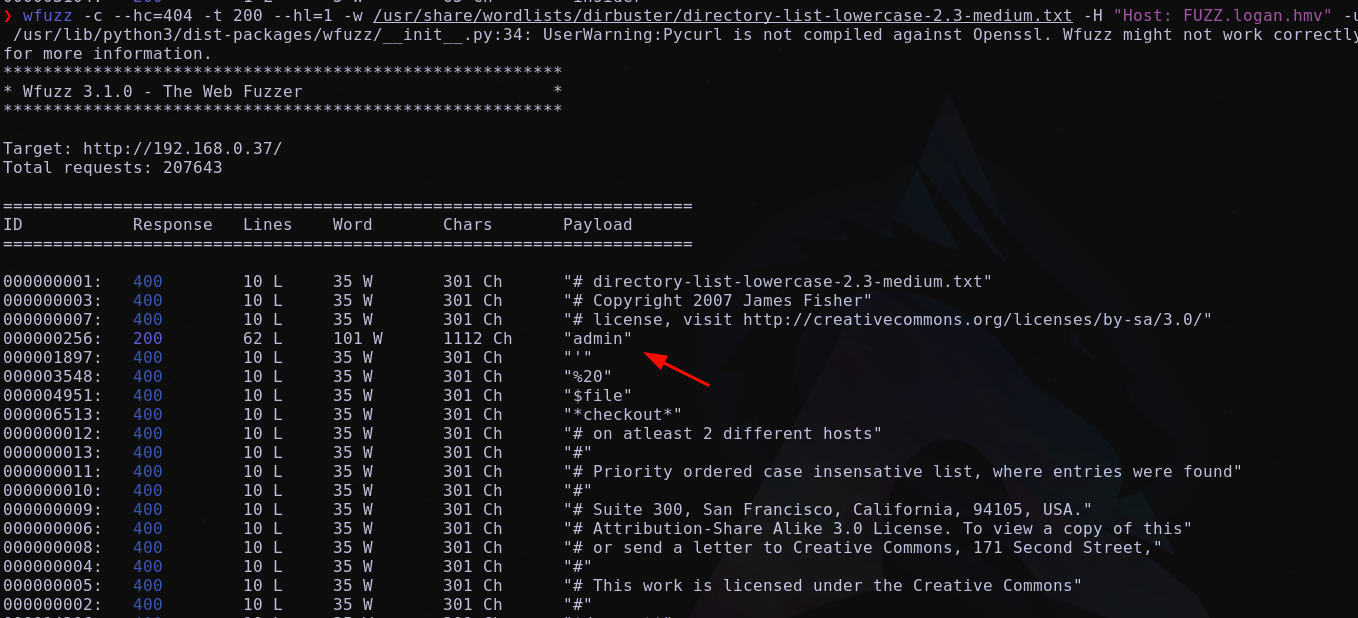 ❯ wfuzz -c --hc=404 -t 200 --hl=1 -w /usr/share/wordlists/dirbuster/directory-list-lowercase-2.3-medium.txt -H "Host: FUZZ.logan.hmv" -u
/usr/lib/python3/dist-packages/wfuzz/__init__.py:34: UserWarning:Pycurl is not compiled against Openssl. Wfuzz might not work correctly
for more information.
********************************************************
* Wfuzz 3.1.0 - The Web Fuzzer                         *
********************************************************
Target: http://192.168.0.37/
Total requests: 207643
=====================================================================
ID           Response   Lines    Word       Chars       Payload
=====================================================================
000000001:   400        10 L     35 W       301 Ch      "# directory-list-lowercase-2.3-medium.txt"
000000003:   400        10 L     35 W       301 Ch      "# Copyright 2007 James Fisher"
000000007:   400        10 L     35 W       301 Ch      "# license, visit http://creativecommons.org/licenses/by-sa/3.0/"
000000256:   200        62 L     101 W      1112 Ch     "admin"
000001897:   400        10 L     35 W       301 Ch      "'"
000003548:   400        10 L     35 W       301 Ch      "%20"
000004951:   400        10 L     35 W       301 Ch      "$file"
000006513:   400        10 L     35 W       301 Ch      "*checkout*"
000000012:   400        10 L     35 W       301 Ch      "# on atleast 2 different hosts"
000000013:   400        10 L     35 W       301 Ch      "#"
000000011:   400        10 L     35 W       301 Ch      "# Priority ordered case insensative list, where entries were found"
000000010:   400        10 L     35 W       301 Ch      "#"
000000009:   400        10 L     35 W       301 Ch      "# Suite 300, San Francisco, California, 94105, USA."
000000006:   400        10 L     35 W       301 Ch      "# Attribution-Share Alike 3.0 License. To view a copy of this"
000000008:   400        10 L     35 W       301 Ch      "# or send a letter to Creative Commons, 171 Second Street,"
000000004:   400        10 L     35 W       301 Ch      "#"
000000005:   400        10 L     35 W       301 Ch      "# This work is licensed under the Creative Commons"
000000002:   400        10 L     35 W       301 Ch      "#"